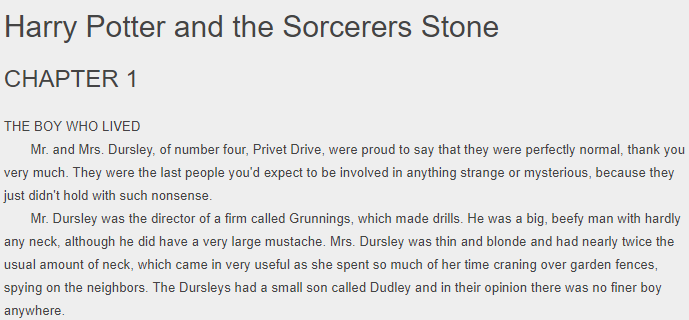 Harry Potter and the Sorcerers Stone
CHAPTER 1
THE BOY WHO LIVED
Mr. and Mrs. Dursley, of number four, Privet Drive, were proud to say that they were perfectly normal, thank you
very much. They were the last people you'd expect to be involved in anything strange or mysterious, because they
just didn't hold with such nonsense.
Mr. Dursley was the director of a firm called Grunnings, which made drills. He was a big, beefy man with hardly
any neck, although he did have a very large mustache. Mrs. Dursley was thin and blonde and had nearly twice the
usual amount of neck, which came in very useful as she spent so much of her time craning over garden fences,
spying on the neighbors. The Dursleys had a small son called Dudley and in their opinion there was no finer boy
anywhere.